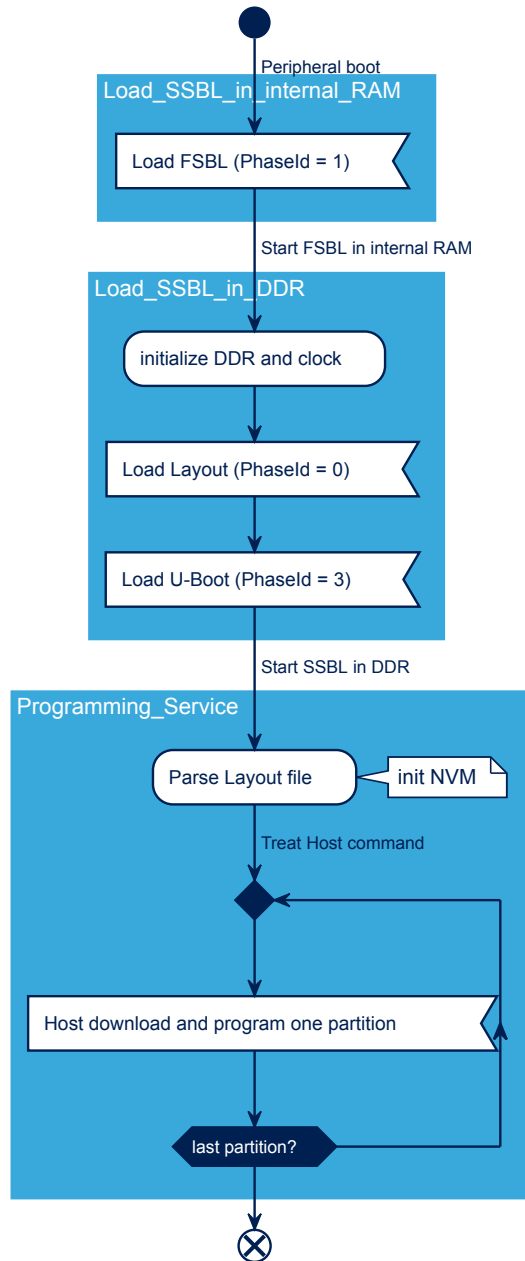 Peripheral boot
Load_SSBL_in_internal_RAM
Load FSBL (PhaseId = 1)
Start FSBL in internal RAM
Load_SSBL_in_DDR
initialize DDR and clock
Load Layout (PhaseId = 0)
Load U-Boot (PhaseId = 3)
Start SSBL in DDR
Programming_Service
Parse Layout file
init NVM
Treat Host command
Host download and program one partition
last partition?